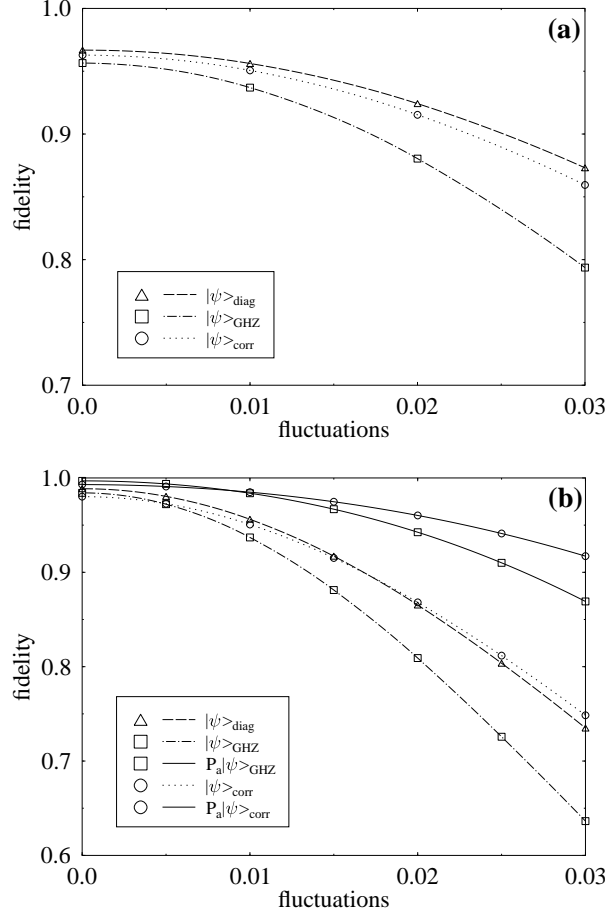 1.0
(a)
0.9
fidelity
0.8
|ψ>diag
|ψ>GHZ
|ψ>corr
0.7
0.0 0.01 0.02 0.03
fluctuations
1.0
(b)
0.9
fidelity
0.8
|ψ>diag
0.7
|ψ>GHZ
Pa|ψ>GHZ
|ψ>corr
Pa|ψ>corr
0.6
0.0 0.01 0.02 0.03
fluctuations